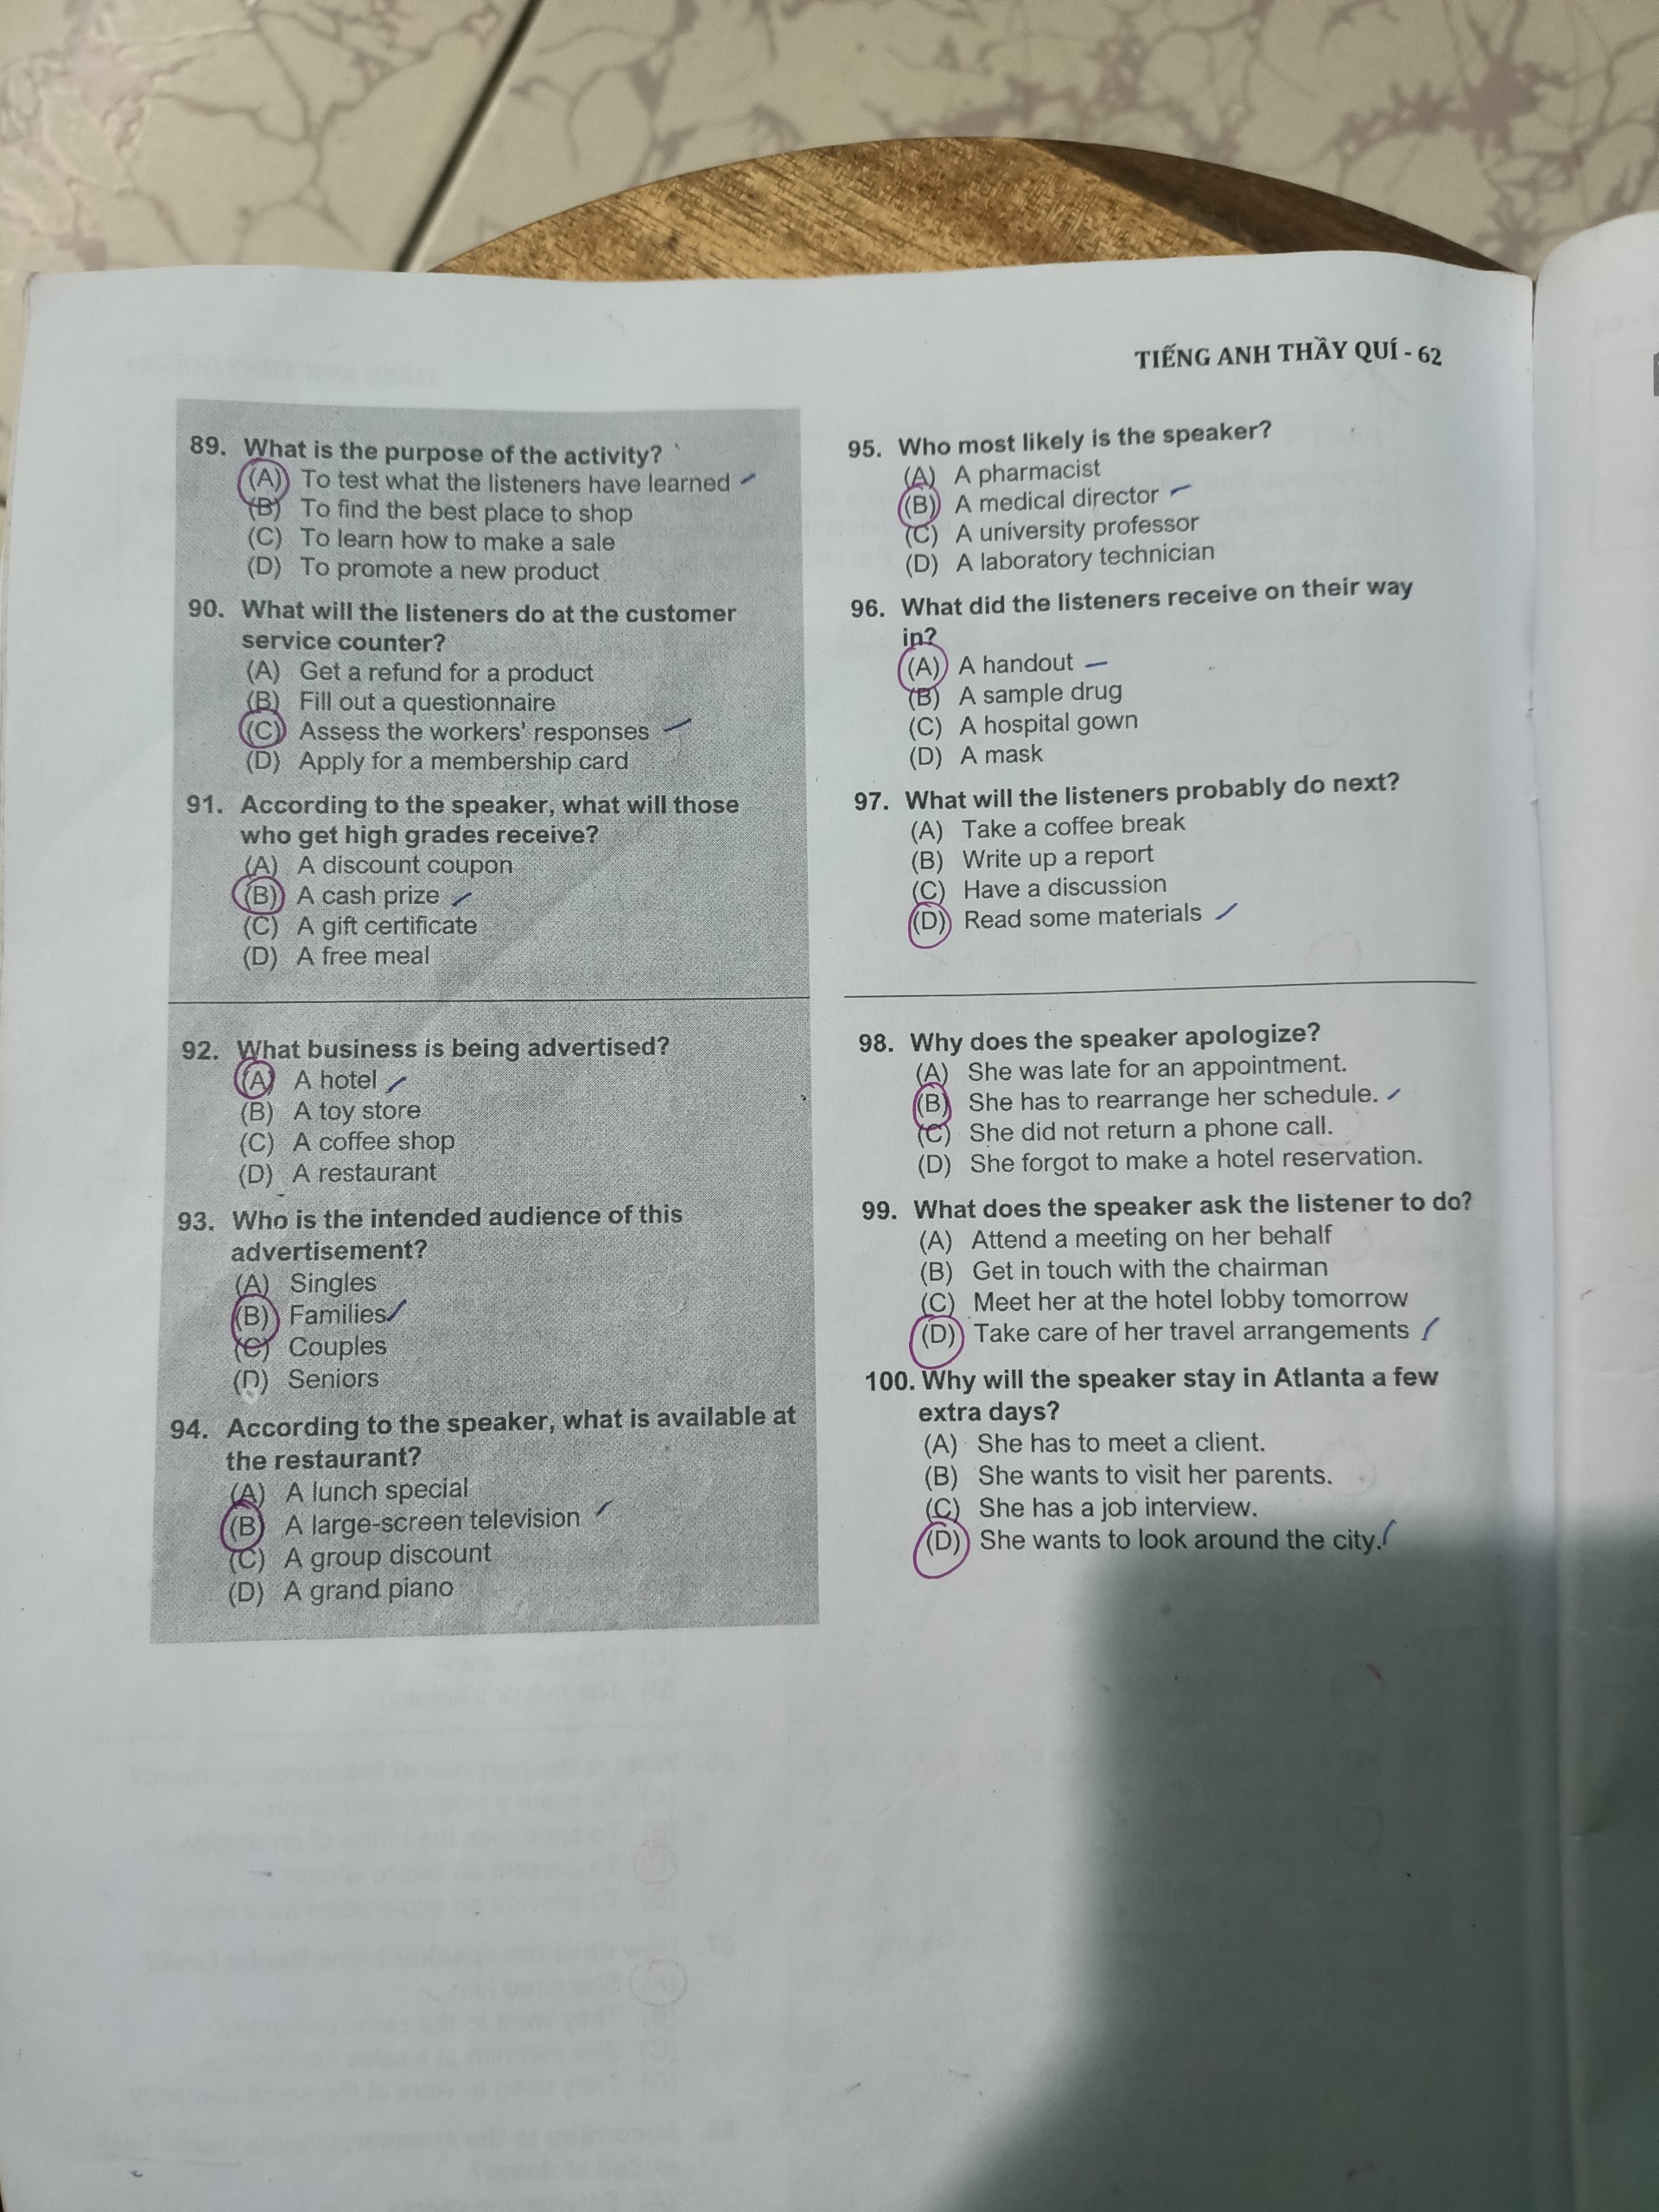 TIẾNG ANH THẦY QUÍ - 62
89. What is the purpose of the activity?
(A) To test what the listeners have learned
(B) To find the best place to shop
(C) To learn how to make a sale
(D) To promote a new product
90. What will the listeners do at the customer
service counter?
(A) Get a refund for a product
(B) Fill out a questionnaire
(C) Assess the workers' responses
(D) Apply for a membership card
91. According to the speaker, what will those
who get high grades receive?
(A) A discount coupon
(B) A cash prize
(C) A gift certificate
(D) A free meal
92. What business is being advertised?
(A) A hotel
(B) A toy store
(C) A coffee shop
(D) A restaurant
93. Who is the intended audience of this
advertisement?
(A) Singles
(B) Families
(C) Couples
(D) Seniors
94. According to the speaker, what is available at
the restaurant?
(A) A lunch special
(B) A large-screen television
(C) A group discount
(D) A grand piano
95. Who most likely is the speaker?
(A) A pharmacist
(B) A medical director
(C) A university professor
(D) A laboratory technician
96. What did the listeners receive on their way
in?
(A) A handout
(B) A sample drug
(C) A hospital gown
(D) A mask
97. What will the listeners probably do next?
(A) Take a coffee break
(B) Write up a report
(C) Have a discussion
(D) Read some materials
98. Why does the speaker apologize?
(A) She was late for an appointment.
(B) She has to rearrange her schedule.
(C) She did not return a phone call.
(D) She forgot to make a hotel reservation.
99. What does the speaker ask the listener to do?
(A) Attend a meeting on her behalf
(B) Get in touch with the chairman
(C) Meet her at the hotel lobby tomorrow
(D) Take care of her travel arrangements
100. Why will the speaker stay in Atlanta a few
extra days?
(A) She has to meet a client.
(B) She wants to visit her parents.
(C) She has a job interview.
(D) She wants to look around the city.